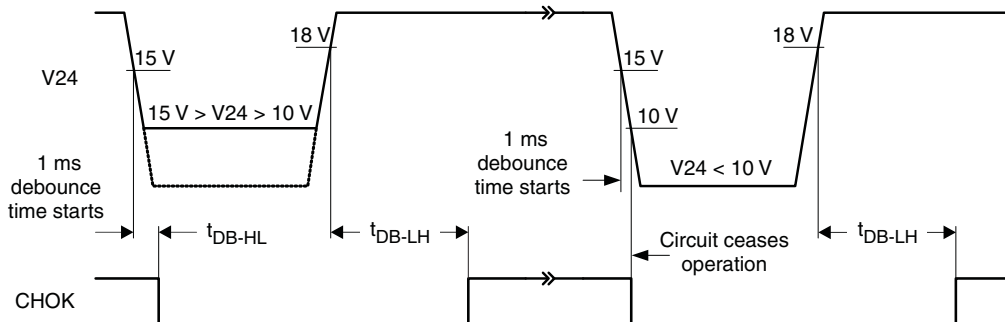 18 V
18 V
15 V
15 V
V24
15 V > V24 > 10 V
10 V
1 ms
debounce
time starts
1 ms
debounce
time starts
V24 < 10 V
tDB-HL
tDB-LH
Circuit ceases
operation
tDB-LH
CHOK